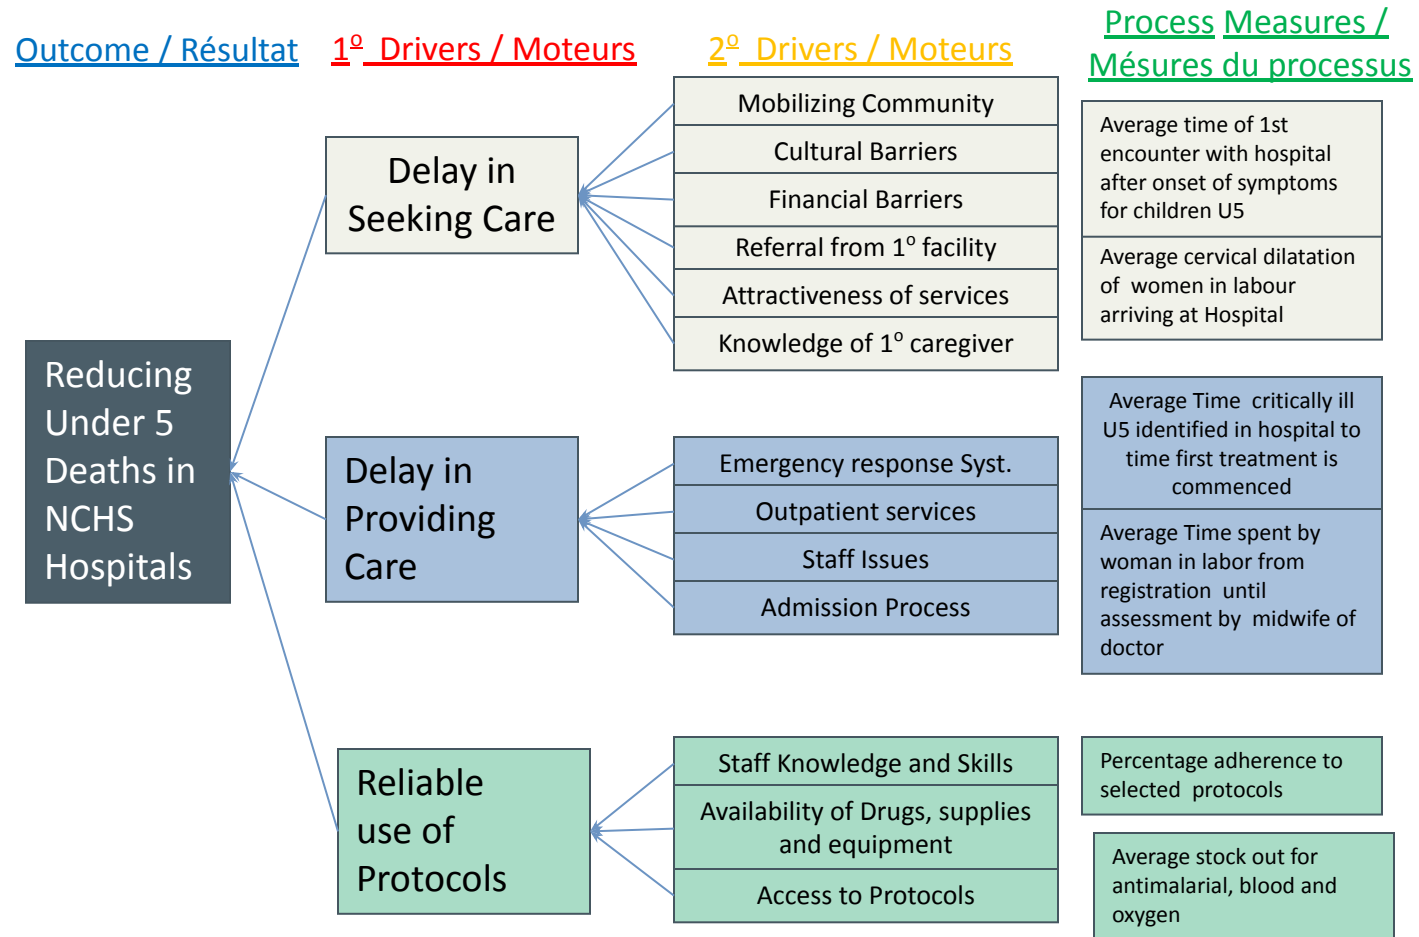 Outcome / Résultat
1º Drivers / Moteurs
2º Drivers / Moteurs
Process Measures /
Mésures du processus
Reducing
Under 5
Deaths in
NCHS
Hospitals
Delay in
Seeking Care
Mobilizing Community
Cultural Barriers
Financial Barriers
Referral from 1º facility
Attractiveness of services
Knowledge of 1º caregiver
Average time of 1st
encounter with hospital
after onset of symptoms
for children U5
Average cervical dilatation
of women in labour
arriving at Hospital
Delay in
Providing
Care
Emergency response Syst.
Outpatient services
Staff Issues
Admission Process
Average Time critically ill
U5 identified in hospital to
time first treatment is
commenced
Average Time spent by
woman in labor from
registration until
assessment by midwife of
doctor
Reliable
use of
Protocols
Staff Knowledge and Skills
Availability of Drugs, supplies
and equipment
Access to Protocols
Percentage adherence to
selected protocols
Average stock out for
antimalarial, blood and
oxygen